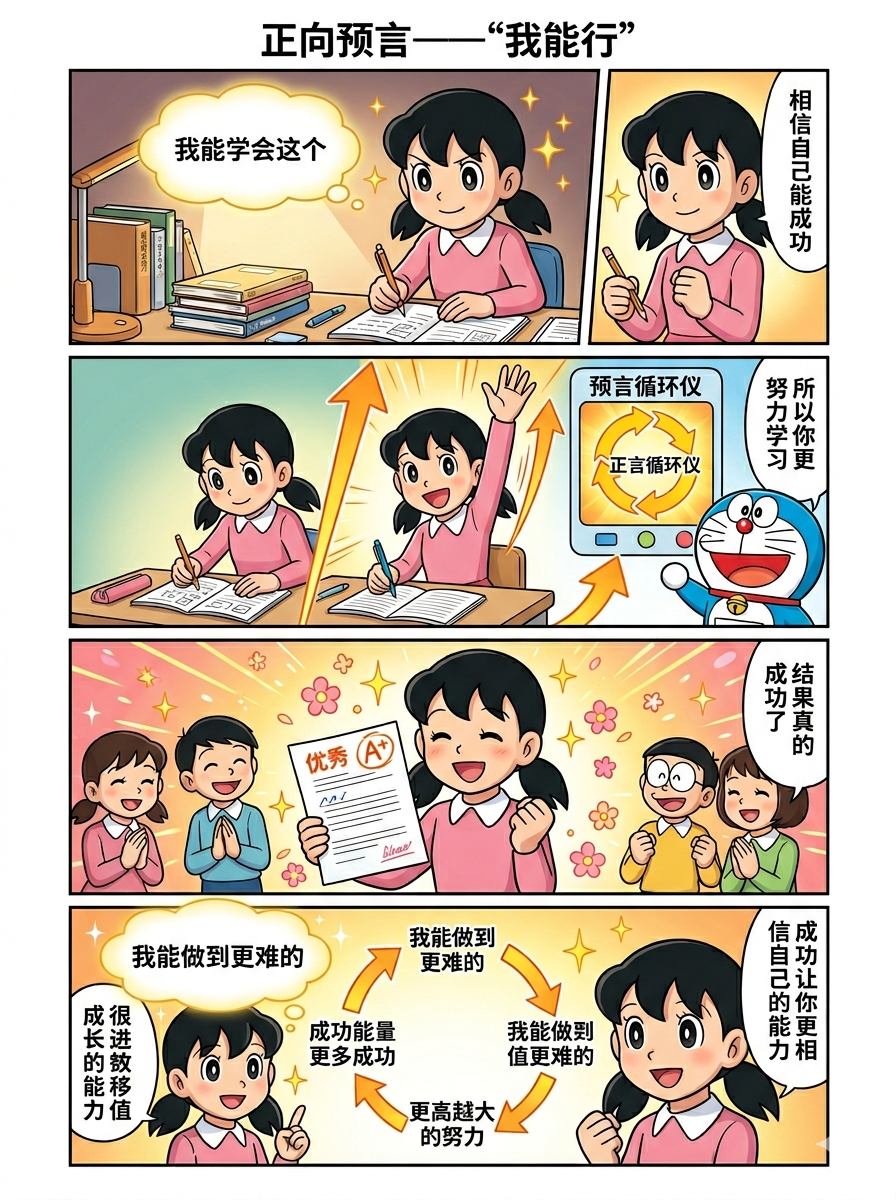 正向预言——“我能行”
我能学会这个
相信自己能成功
预言循环仪
正言循环仪
所以你更
努力学习
优秀 A+
结果真的
成功了
我能做到更难的
很进敜移值
成长的能力
我能做到
更难的
我能做到
值更难的
更高越大
的努力
成功能量
更多成功
成功让你更相
信自己的能力